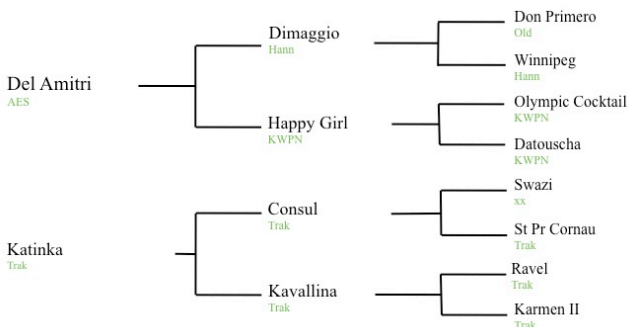 Del Amitri
AES
Dimaggio
Hann
Happy Girl
KWPN
Don Primero
Old
Winnipeg
Hann
Olympic Cocktail
KWPN
Datouscha
KWPN
Katinka
Trak
Consul
Trak
Kavallina
Trak
Swazi
xx
St Pr Cornau
Trak
Ravel
Trak
Karmen II
Trak